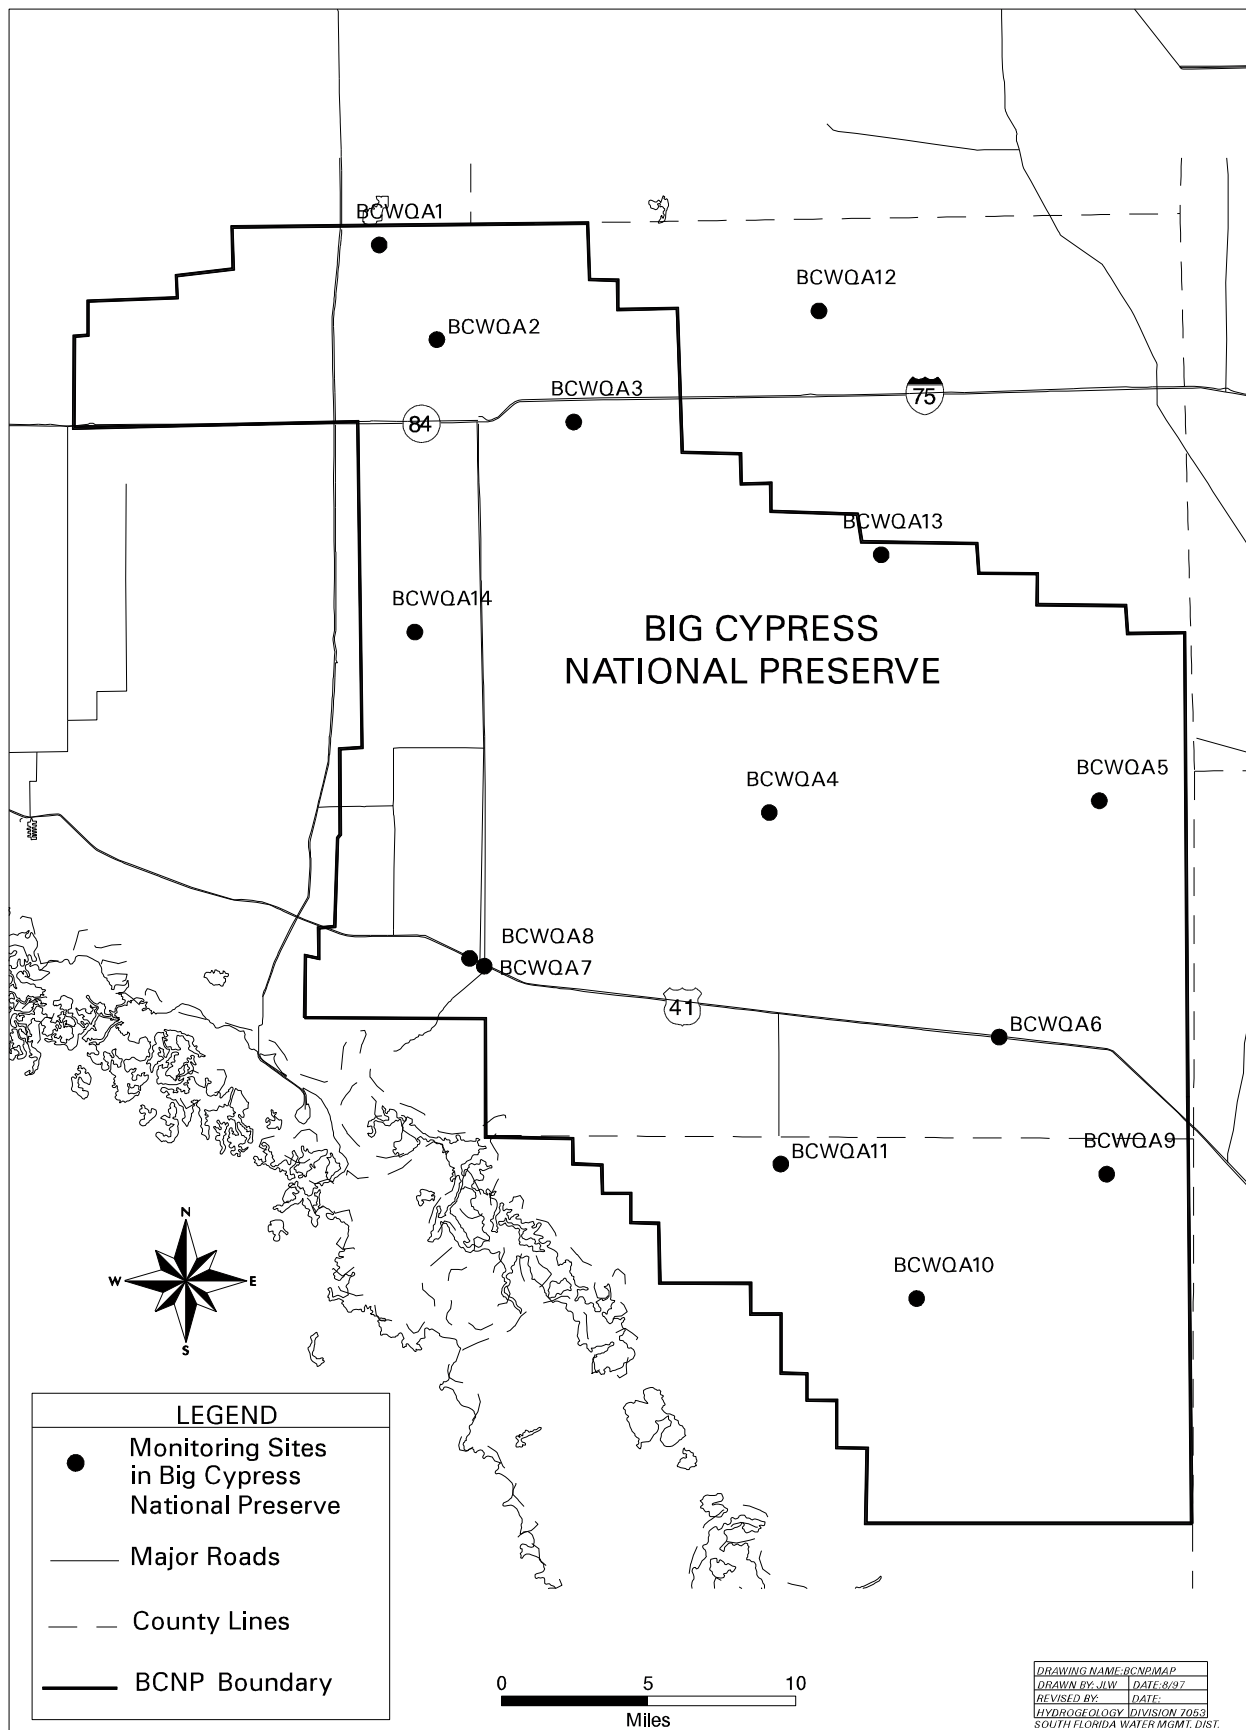 BCWQA1
BCWQA12
BCWQA2
BCWQA3
75
84
BCWQA13
BCWQA14
BIG CYPRESS
NATIONAL PRESERVE
BCWQA4
BCWQA5
BCWQA8
BCWQA7
41
BCWQA6
BCWQA11
BCWQA9
BCWQA10
N
W
E
S
LEGEND
Monitoring Sites
in Big Cypress
National Preserve
Major Roads
County Lines
BCNP Boundary
0 5 10
Miles
DRAWING NAME:BCNP.MAP
DRAWN BY: JLW DATE:8/97
REVISED BY: DATE:
HYDROGEOLOGY DIVISION 7053
SOUTH FLORIDA WATER MGMT. DIST.